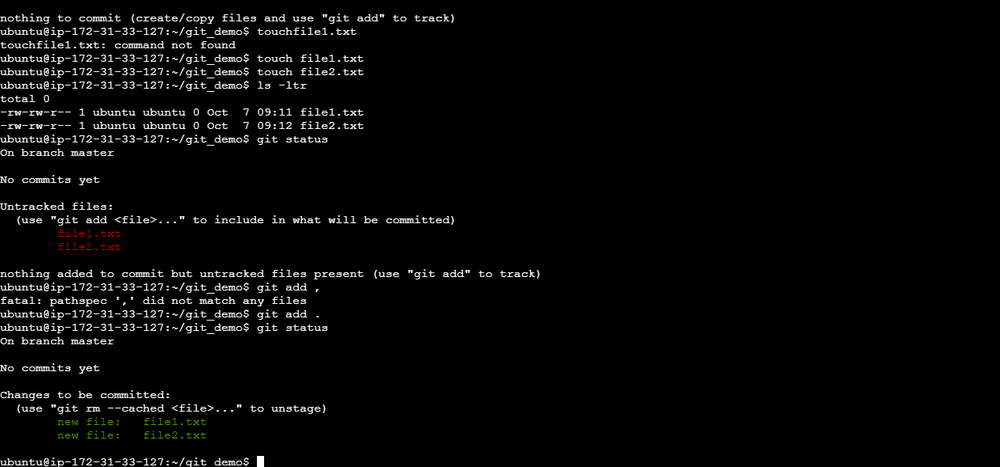 nothing to commit (create/copy files and use "git add" to track)
ubuntu@ip-172-31-33-127:~/git_demo$ touchfile1.txt
touchfile1.txt: command not found
ubuntu@ip-172-31-33-127:~/git_demo$ touch file1.txt
ubuntu@ip-172-31-33-127:~/git_demo$ touch file2.txt
ubuntu@ip-172-31-33-127:~/git_demo$ ls -ltr
total 0
-rw-rw-r-- 1 ubuntu ubuntu 0 Oct  7 09:11 file1.txt
-rw-rw-r-- 1 ubuntu ubuntu 0 Oct  7 09:12 file2.txt
ubuntu@ip-172-31-33-127:~/git_demo$ git status
On branch master
No commits yet
Untracked files:
  (use "git add <file>..." to include in what will be committed)
        file1.txt
        file2.txt
nothing added to commit but untracked files present (use "git add" to track)
ubuntu@ip-172-31-33-127:~/git_demo$ git add ,
fatal: pathspec ',' did not match any files
ubuntu@ip-172-31-33-127:~/git_demo$ git add .
ubuntu@ip-172-31-33-127:~/git_demo$ git status
On branch master
No commits yet
Changes to be committed:
  (use "git rm --cached <file>..." to unstage)
        new file:   file1.txt
        new file:   file2.txt
ubuntu@ip-172-31-33-127:~/git_demo$